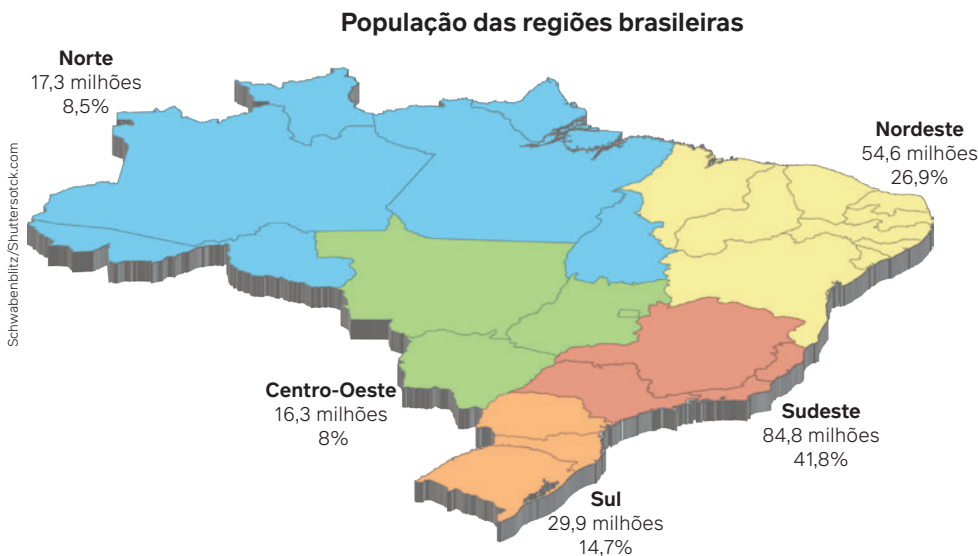 População das regiões brasileiras
Norte
17,3 milhões
8,5%
Nordeste
54,6 milhões
26,9%
Schwabenblitz/Shuttersotck.com
Centro-Oeste
16,3 milhões
8%
Sudeste
84,8 milhões
41,8%
Sul
29,9 milhões
14,7%